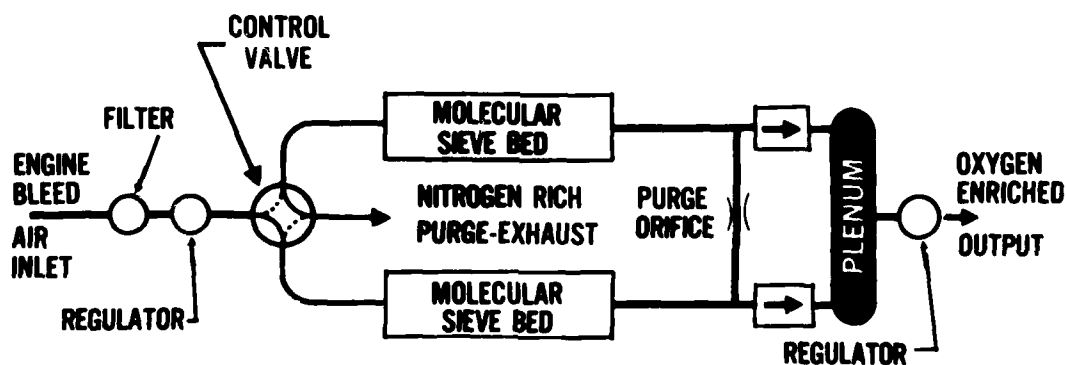 CONTROL
VALVE
FILTER
ENGINE
BLEED
AIR
INLET
REGULATOR
MOLECULAR
SIEVE BED
NITROGEN RICH
PURGE-EXHAUST
MOLECULAR
SIEVE BED
PURGE
ORIFICE
PLENUM
OXYGEN
ENRICHED
OUTPUT
REGULATOR